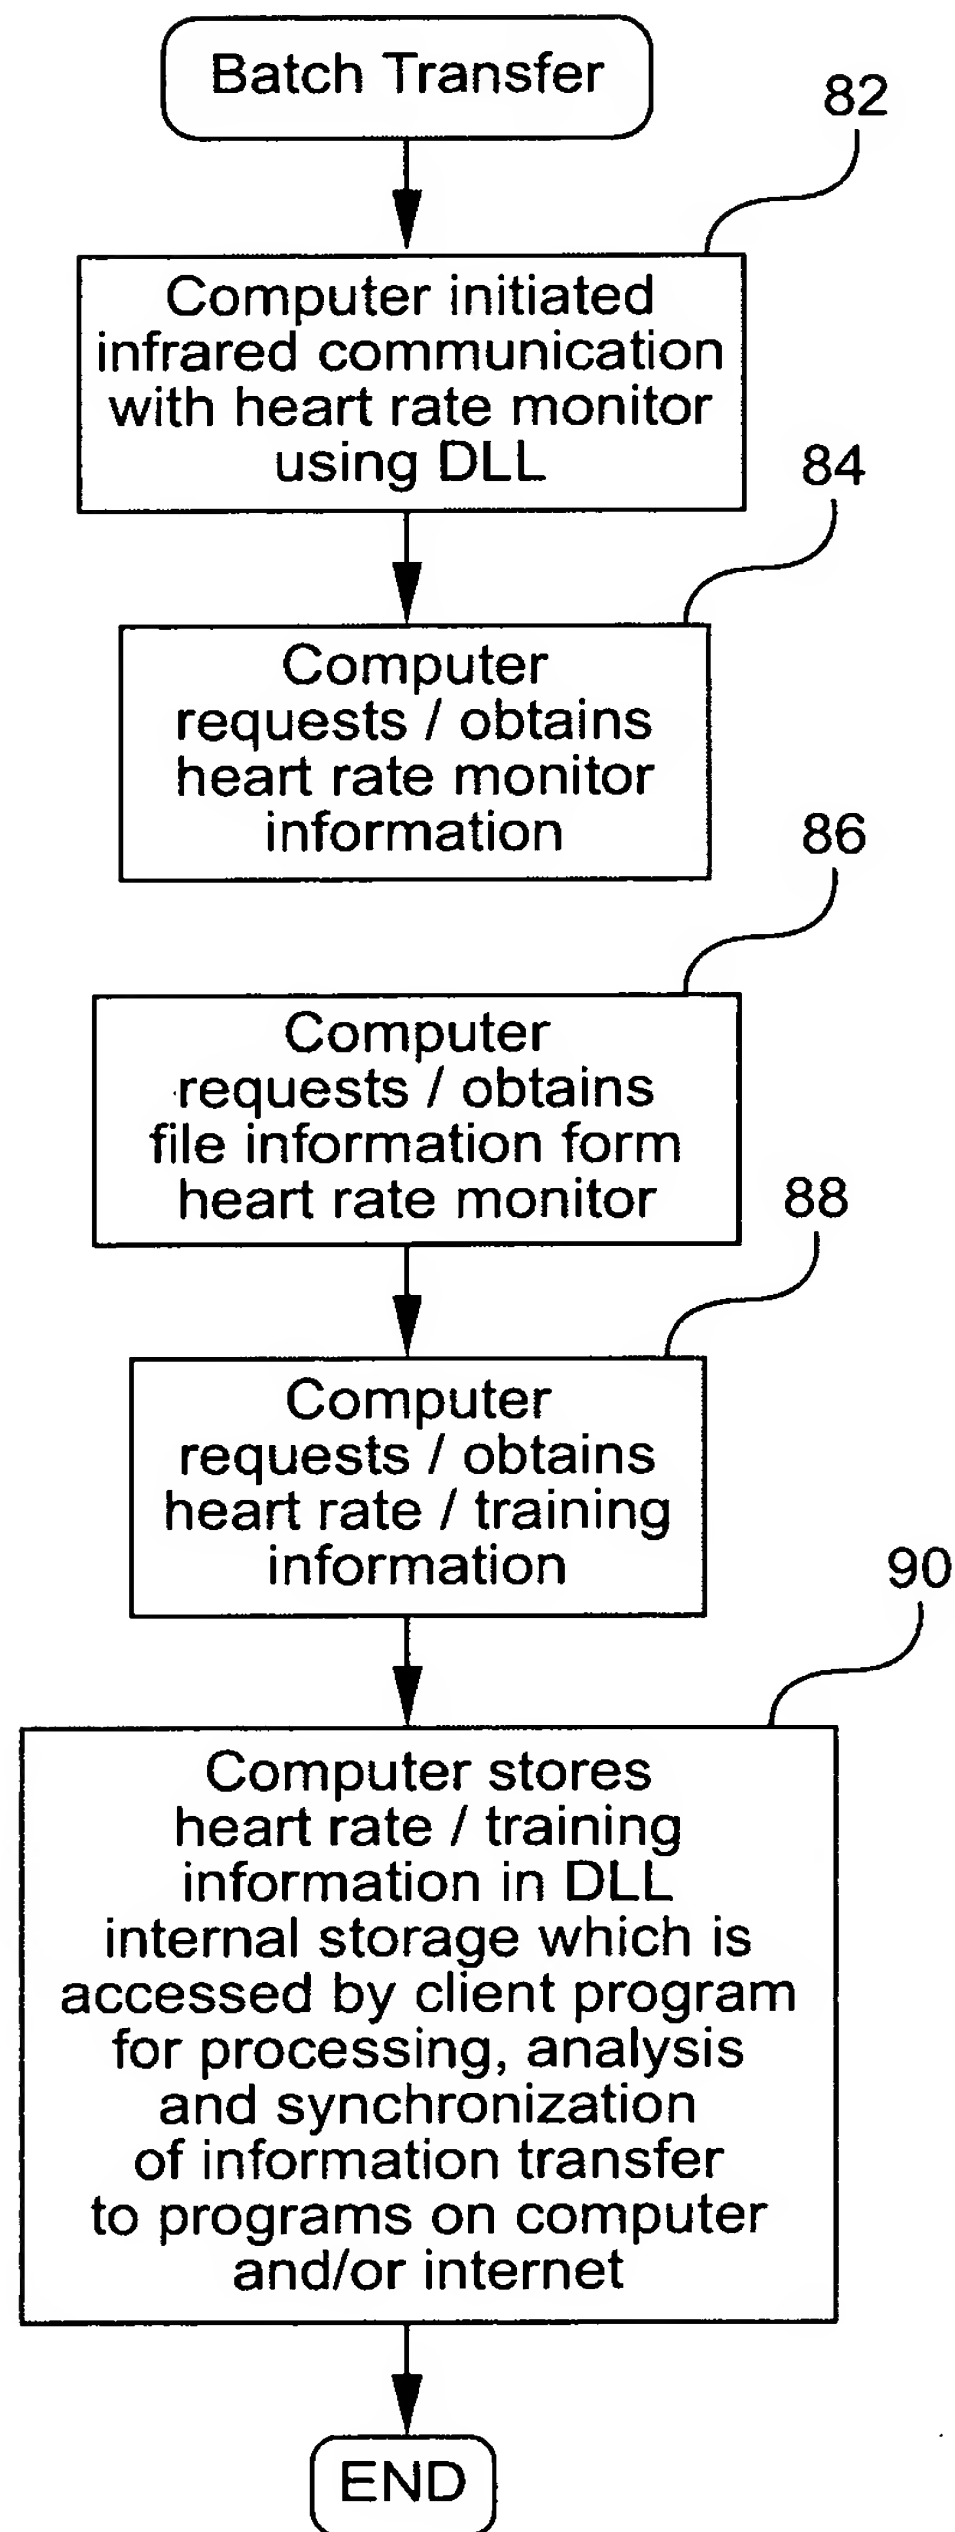 Batch Transfer
82
Computer initiated
infrared communication
with heart rate monitor
using DLL
84
Computer
requests / obtains
heart rate monitor
information
86
Computer
requests / obtains
file information form
heart rate monitor
88
Computer
requests / obtains
heart rate / training
information
90
Computer stores
heart rate / training
information in DLL
internal storage which is
accessed by client program
for processing, analysis
and synchronization
of information transfer
to programs on computer
and/or internet
END